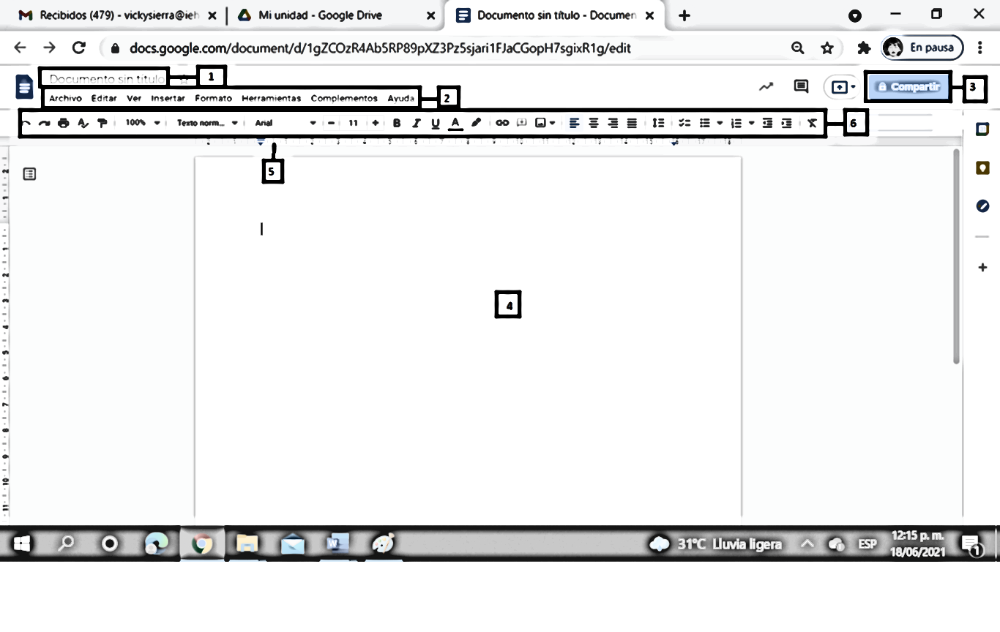 Recibidos (479) - vickysierra@ieh
Mi unidad - Google Drive
Documento sin título - Documen
docs.google.com/document/d/1gZCOzR4Ab5RP89pXZ3Pz5sjari1FJaCGopH7sgixR1g/edit
En pausa
Documento sin título
1
Archivo Editar Ver Insertar Formato Herramientas Complementos Ayuda
2
Compartir
3
100% Texto norm... Arial - 11 + B I U A
6
5
4
31°C Lluvia ligera
ESP
12:15 p. m.
18/06/2021
1